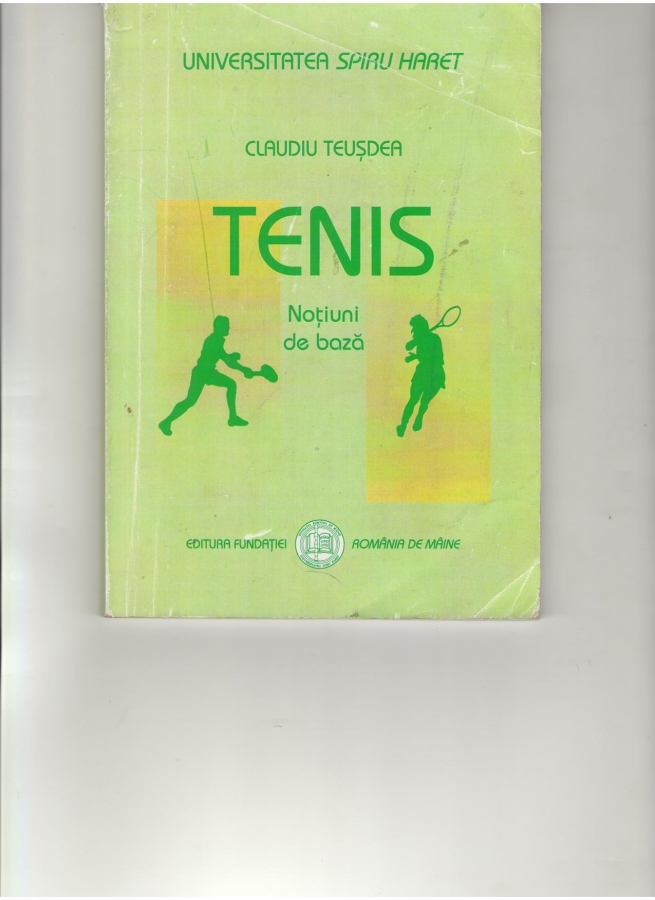 UNIVERSITATEA SPIRU HARET
CLAUDIU TEUȘDEA
TENIS
Noțiuni
de bază
EDITURA FUNDAȚIEI ROMÂNIA DE MÂINE